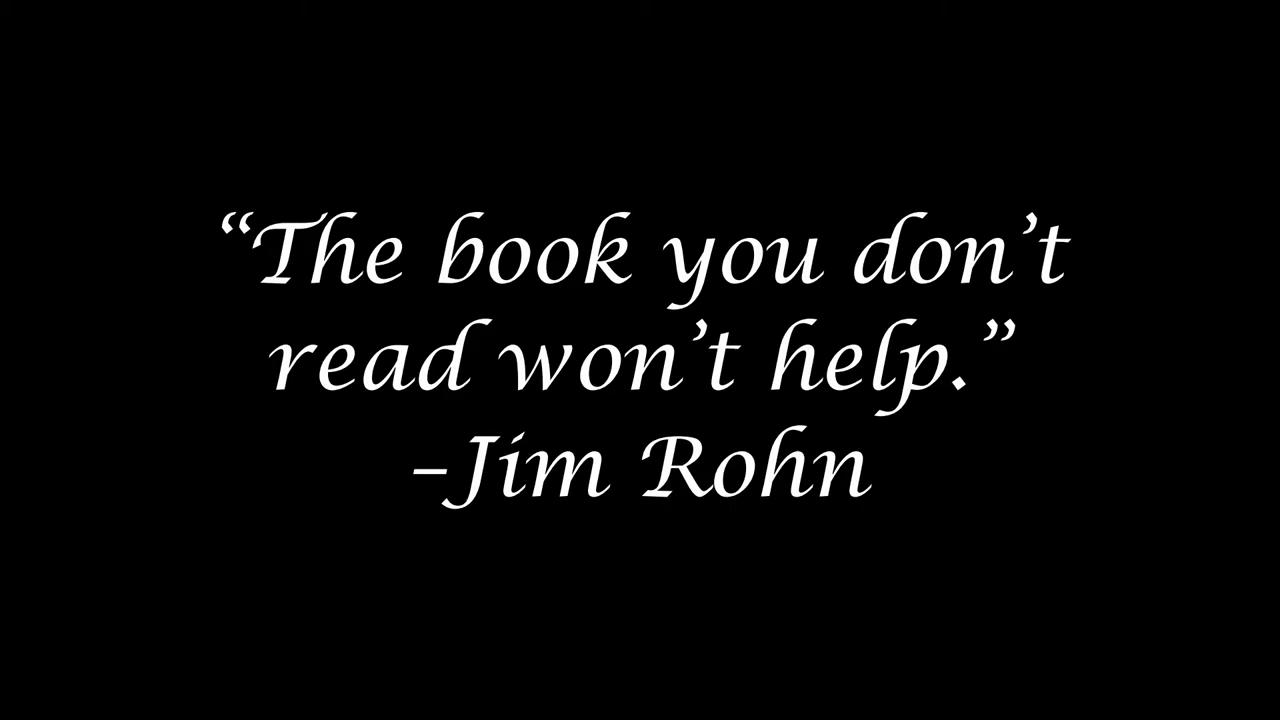 “The book you don’t
read won’t help.”
–Jim Rohn